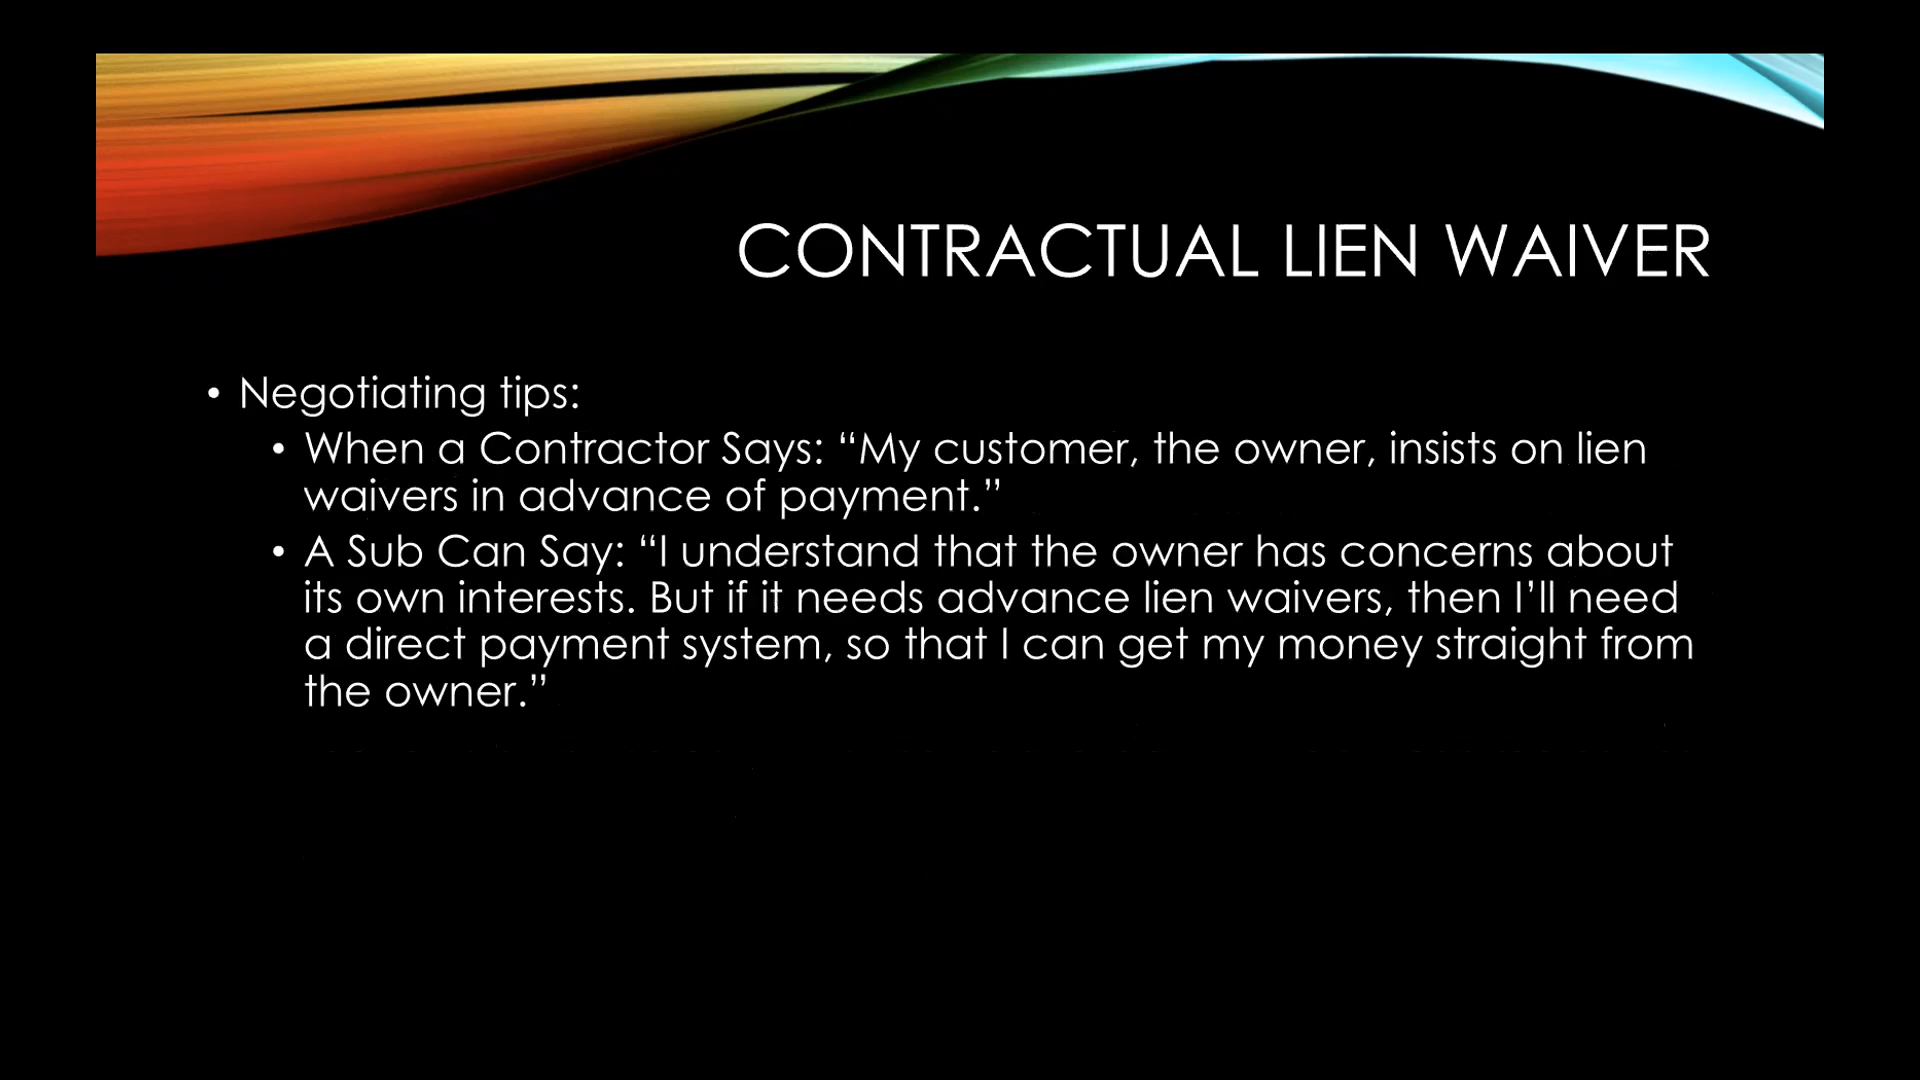 CONTRACTUAL LIEN WAIVER
• Negotiating tips:
• When a Contractor Says: “My customer, the owner, insists on lien
waivers in advance of payment.”
• A Sub Can Say: “I understand that the owner has concerns about
its own interests. But if it needs advance lien waivers, then I’ll need
a direct payment system, so that I can get my money straight from
the owner.”